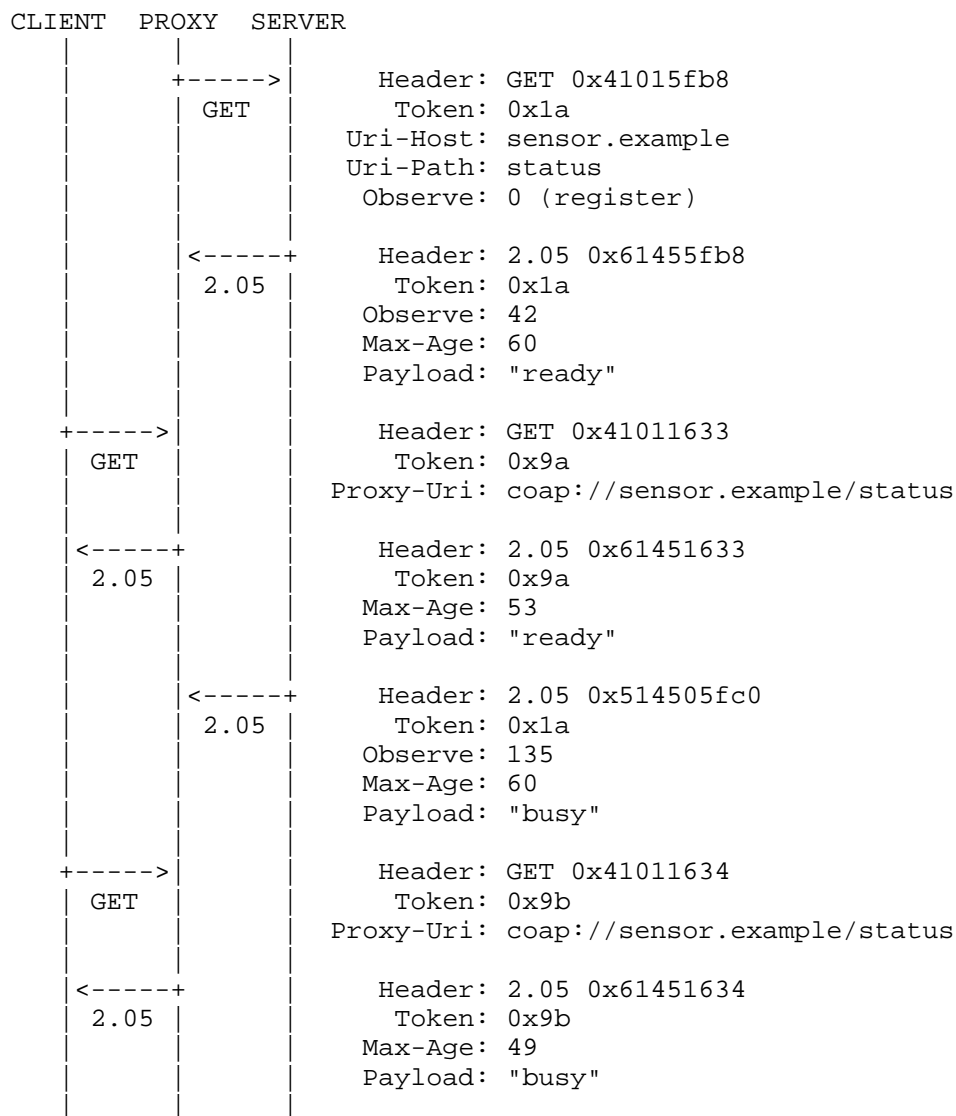 CLIENT PROXY SERVER
Header: GET 0x41015fb8
GET Token: 0x1a
Uri-Host: sensor.example
Uri-Path: status
Observe: 0 (register)
Header: 2.05 0x61455fb8
2.05 Token: 0x1a
Observe: 42
Max-Age: 60
Payload: "ready"
Header: GET 0x41011633
GET Token: 0x9a
Proxy-Uri: coap://sensor.example/status
Header: 2.05 0x61451633
2.05 Token: 0x9a
Max-Age: 53
Payload: "ready"
Header: 2.05 0x514505fc0
2.05 Token: 0x1a
Observe: 135
Max-Age: 60
Payload: "busy"
Header: GET 0x41011634
GET Token: 0x9b
Proxy-Uri: coap://sensor.example/status
Header: 2.05 0x61451634
2.05 Token: 0x9b
Max-Age: 49
Payload: "busy"